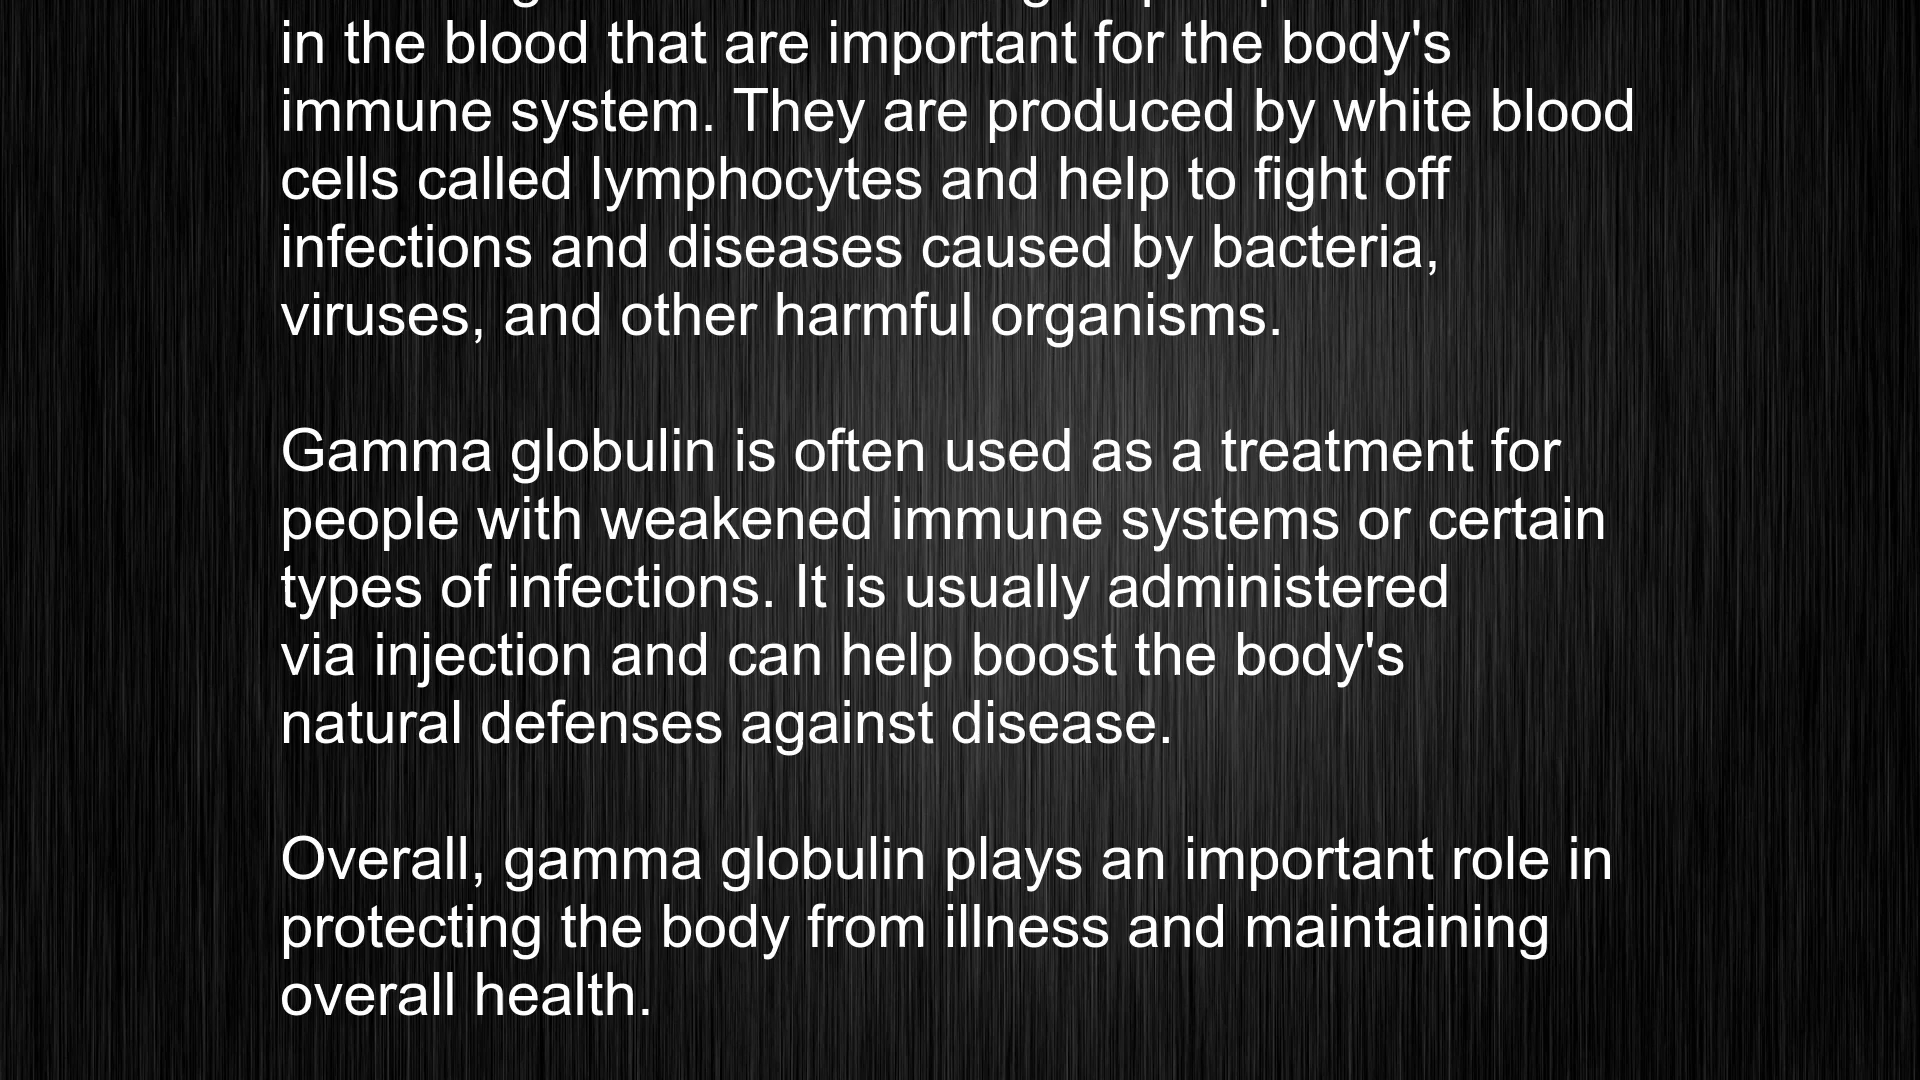 in the blood that are important for the body's
immune system. They are produced by white blood
cells called lymphocytes and help to fight off
infections and diseases caused by bacteria,
viruses, and other harmful organisms.
Gamma globulin is often used as a treatment for
people with weakened immune systems or certain
types of infections. It is usually administered
via injection and can help boost the body's
natural defenses against disease.
Overall, gamma globulin plays an important role in
protecting the body from illness and maintaining
overall health.